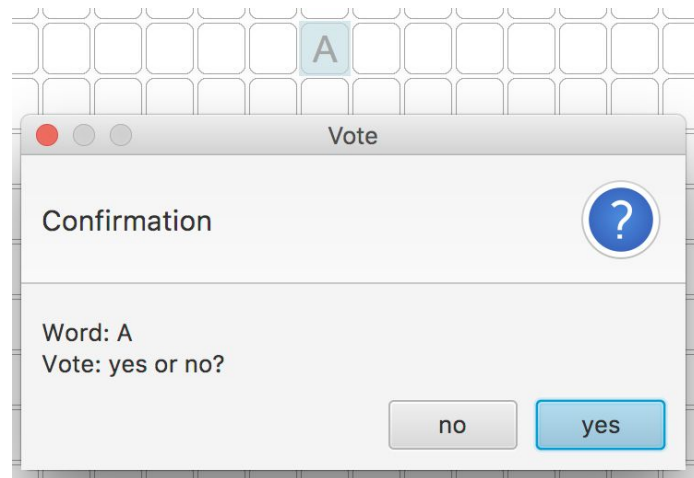 A
Vote
Confirmation
?
Word: A
Vote: yes or no?
no yes